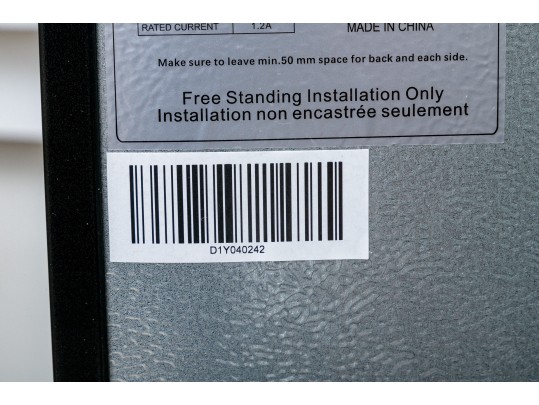 RATED CURRENT 1.2A
MADE IN CHINA
Make sure to leave min.50 mm space for back and each side.
Free Standing Installation Only
Installation non encastrée seulement
D1Y040242